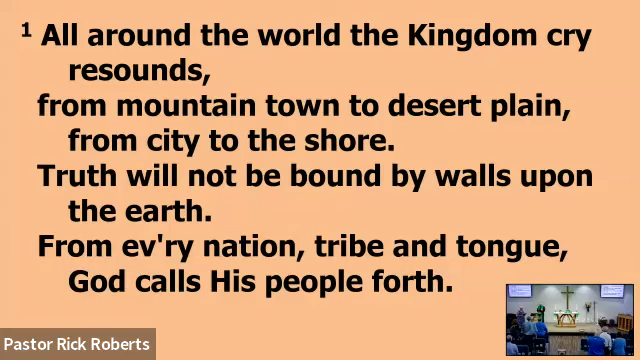 1 All around the world the Kingdom cry
resounds,
from mountain town to desert plain,
from city to the shore.
Truth will not be bound by walls upon
the earth.
From ev'ry nation, tribe and tongue,
God calls His people forth.
Pastor Rick Roberts